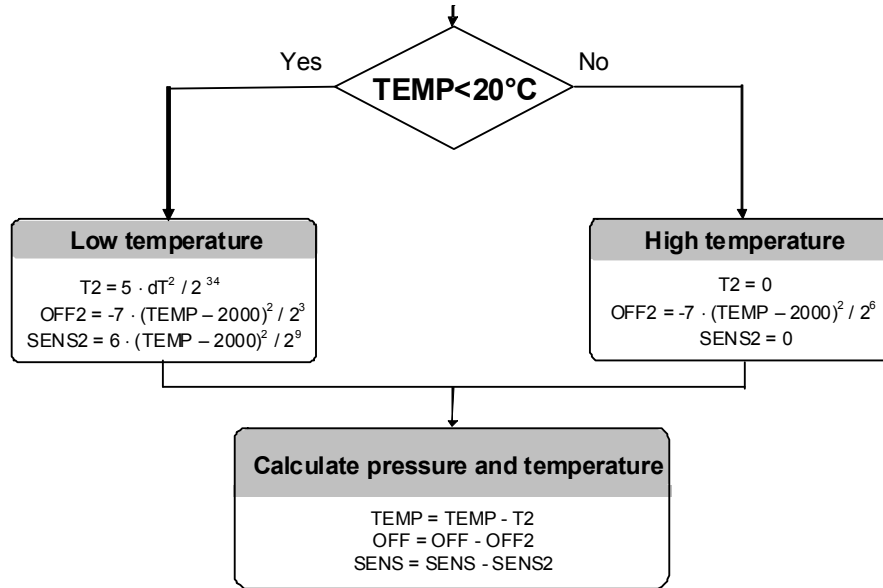 Yes
No
TEMP<20°C
Low temperature
T2 = 5 · dT² / 2 ³⁴
OFF2 = -7 · (TEMP – 2000)² / 2³
SENS2 = 6 · (TEMP – 2000)² / 2⁹
High temperature
T2 = 0
OFF2 = -7 · (TEMP – 2000)² / 2⁶
SENS2 = 0
Calculate pressure and temperature
TEMP = TEMP - T2
OFF = OFF - OFF2
SENS = SENS - SENS2